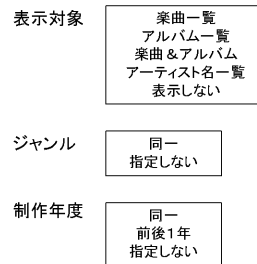 表示対象
楽曲一覧
アルバム一覧
楽曲&アルバム
アーティスト名一覧
表示しない
ジャンル
同一
指定しない
制作年度
同一
前後1年
指定しない